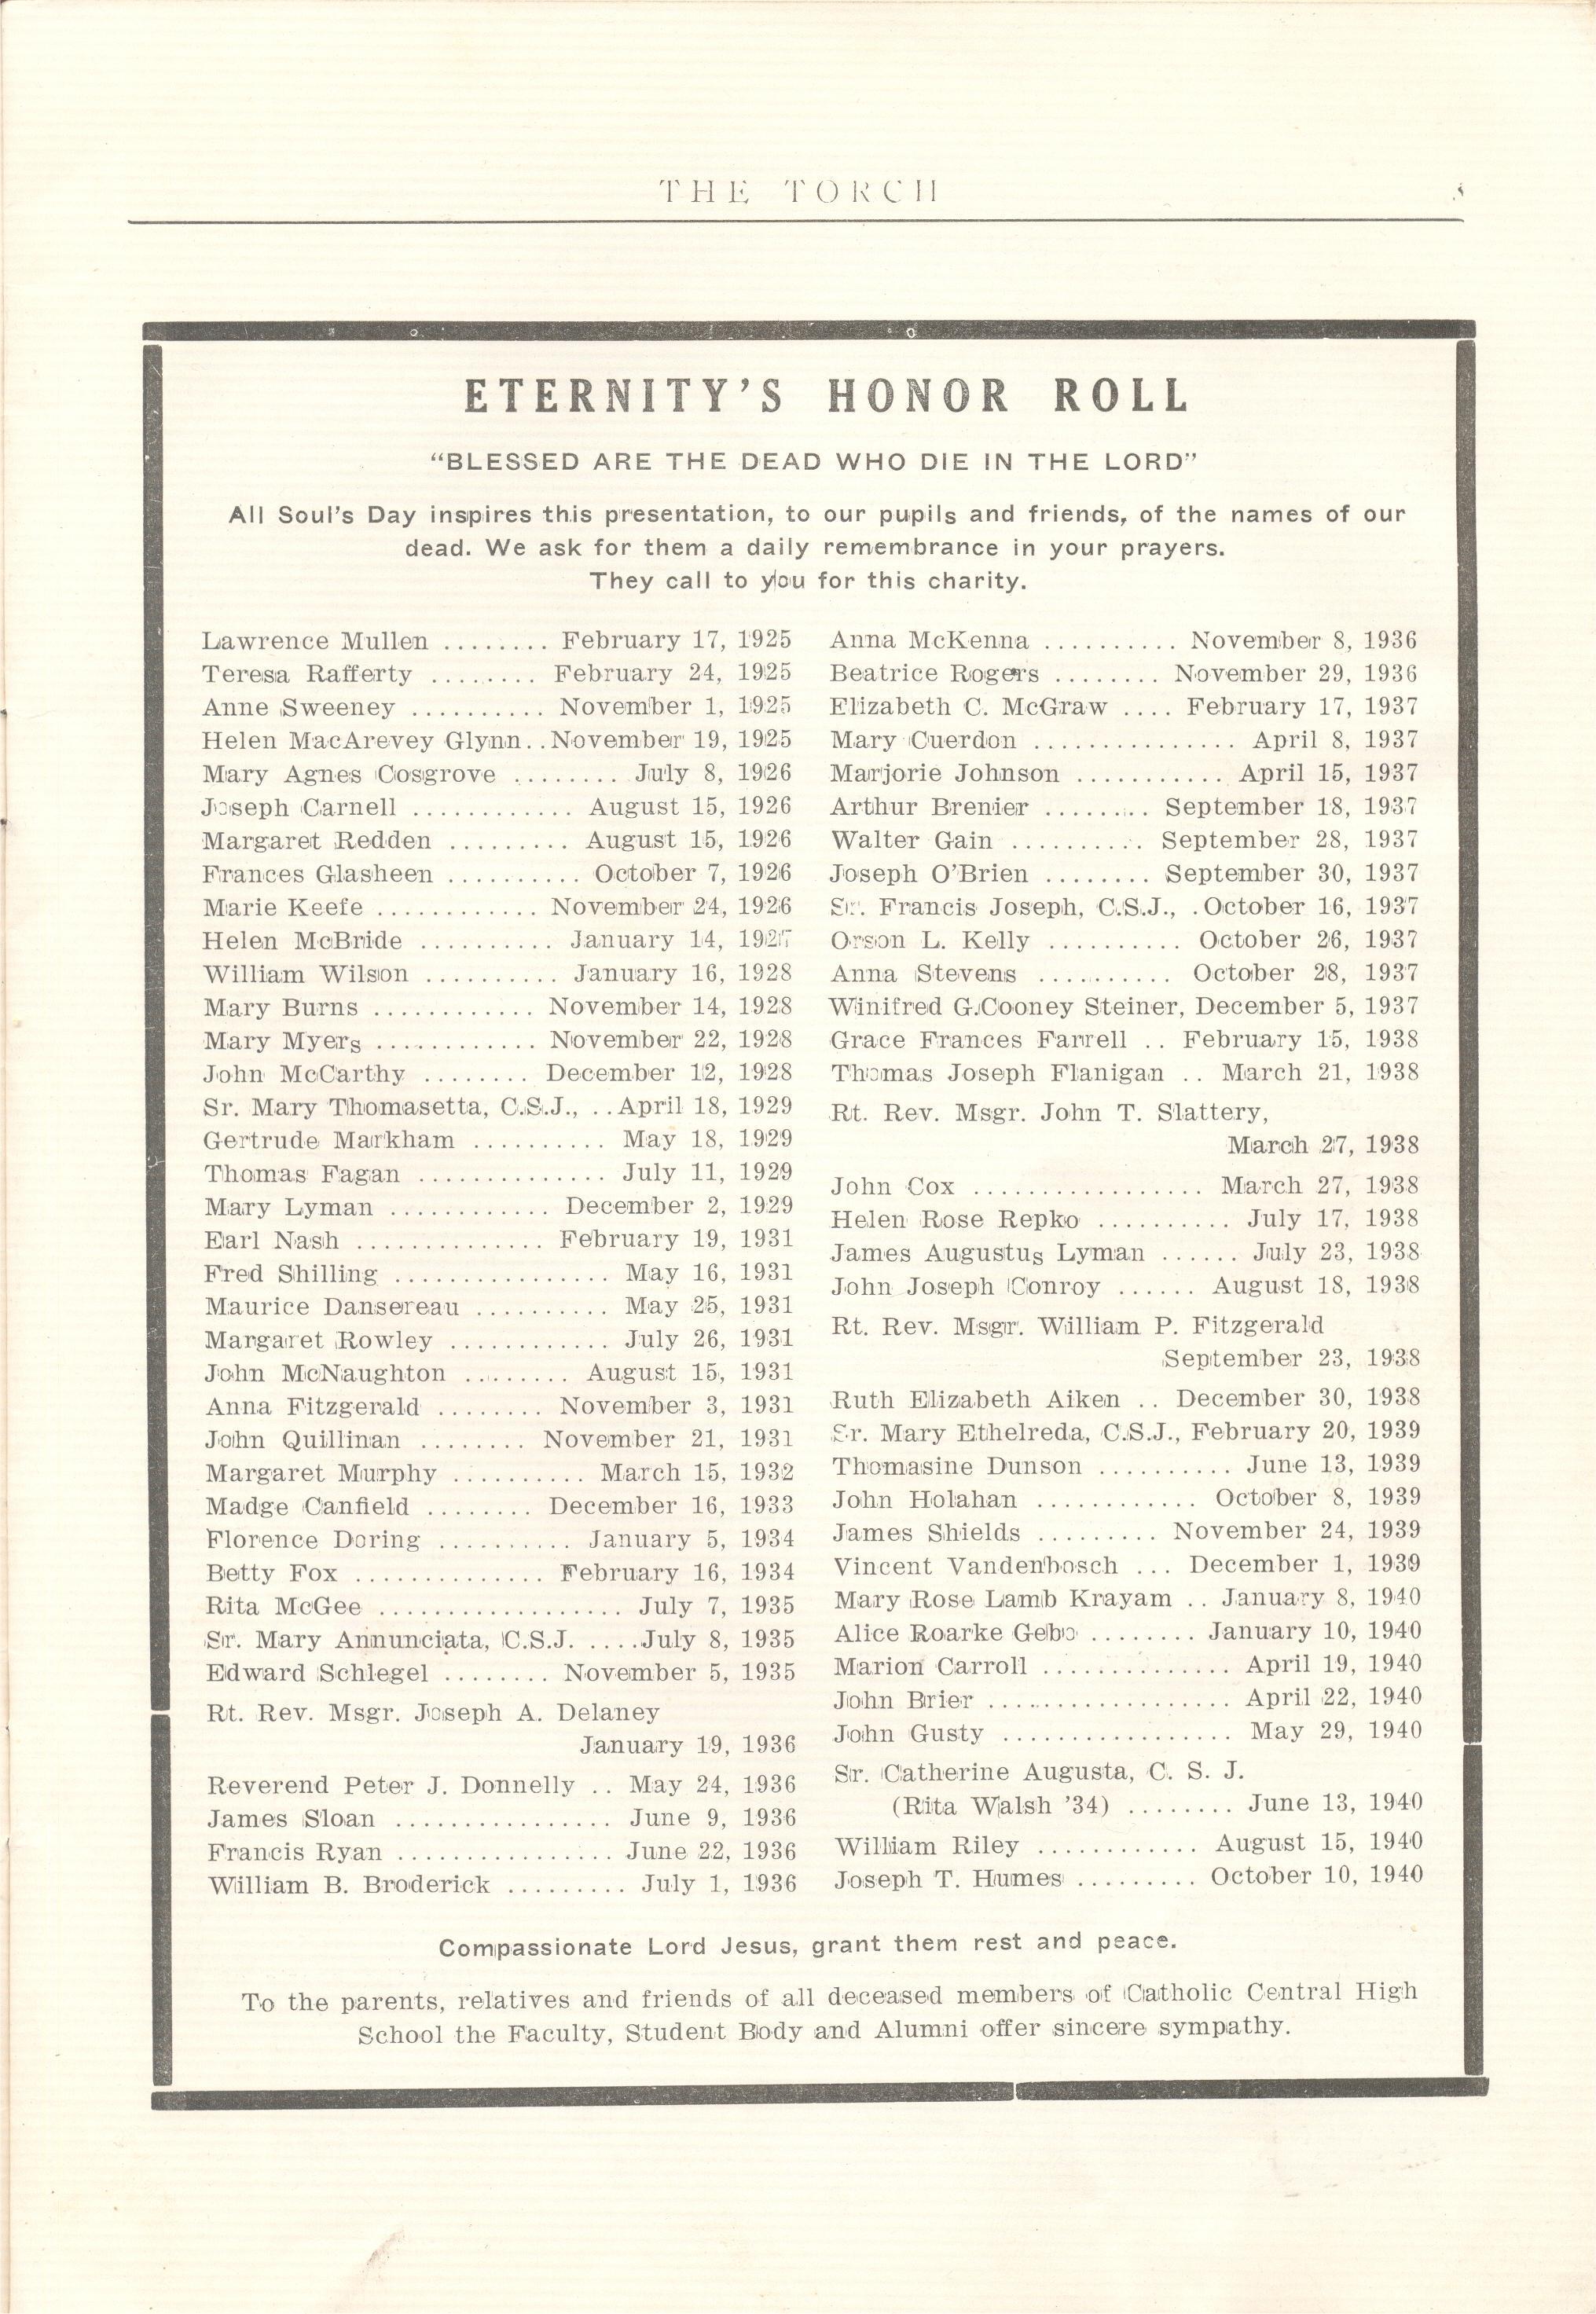 THE TORCH
ETERNITY'S HONOR ROLL
“BLESSED ARE THE DEAD WHO DIE IN THE LORD”
All Soul's Day inspires this presentation, to our pupils and friends, of the names of our
dead. We ask for them a daily remembrance in your prayers.
They call to you for this charity.
Lawrence Mullen ........ February 17, 1925
Teresa Rafferty ........ February 24, 1925
Anne Sweeney .......... November 1, 1925
Helen MacArevey Glynn..November 19, 1925
Mary Agnes Cosgrove ........ July 8, 1926
Joseph Carnell ............ August 15, 1926
Margaret Redden ......... August 15, 1926
Frances Glasheen .......... October 7, 1926
Marie Keefe ............ November 24, 1926
Helen McBride .......... January 14, 1927
William Wilson .......... January 16, 1928
Mary Burns ............ November 14, 1928
Mary Myers ............ November 22, 1928
John McCarthy ........ December 12, 1928
Sr. Mary Thomasetta, C.S.J., ..April 18, 1929
Gertrude Markham .......... May 18, 1929
Thomas Fagan .............. July 11, 1929
Mary Lyman ............ December 2, 1929
Earl Nash .............. February 19, 1931
Fred Shilling ................ May 16, 1931
Maurice Dansereau .......... May 25, 1931
Margaret Rowley ............ July 26, 1931
John McNaughton ........ August 15, 1931
Anna Fitzgerald ........ November 3, 1931
John Quillinan ........ November 21, 1931
Margaret Murphy .......... March 15, 1932
Madge Canfield ........ December 16, 1933
Florence Doring .......... January 5, 1934
Betty Fox .............. February 16, 1934
Rita McGee .................. July 7, 1935
Sr. Mary Annunciata, C.S.J. ....July 8, 1935
Edward Schlegel ........ November 5, 1935
Rt. Rev. Msgr. Joseph A. Delaney
January 19, 1936
Reverend Peter J. Donnelly .. May 24, 1936
James Sloan ................ June 9, 1936
Francis Ryan ................ June 22, 1936
William B. Broderick ......... July 1, 1936
Anna McKenna .......... November 8, 1936
Beatrice Rogers ........ November 29, 1936
Elizabeth C. McGraw .... February 17, 1937
Mary Cuerdon ............... April 8, 1937
Marjorie Johnson ........... April 15, 1937
Arthur Brenier ........ September 18, 1937
Walter Gain .......... September 28, 1937
Joseph O'Brien ........ September 30, 1937
Sr. Francis Joseph, C.S.J., .October 16, 1937
Orson L. Kelly .......... October 26, 1937
Anna Stevens .......... October 28, 1937
Winifred G.Cooney Steiner, December 5, 1937
Grace Frances Farrell .. February 15, 1938
Thomas Joseph Flanigan .. March 21, 1938
Rt. Rev. Msgr. John T. Slattery,
March 27, 1938
John Cox ................. March 27, 1938
Helen Rose Repko .......... July 17, 1938
James Augustus Lyman ...... July 23, 1938
John Joseph Conroy ...... August 18, 1938
Rt. Rev. Msgr. William P. Fitzgerald
September 23, 1938
Ruth Elizabeth Aiken .. December 30, 1938
Sr. Mary Ethelreda, C.S.J., February 20, 1939
Thomasine Dunson .......... June 13, 1939
John Holahan ............ October 8, 1939
James Shields ......... November 24, 1939
Vincent Vandenbosch ... December 1, 1939
Mary Rose Lamb Krayam .. January 8, 1940
Alice Roarke Gebo ........ January 10, 1940
Marion Carroll .............. April 19, 1940
John Brier .................. April 22, 1940
John Gusty ................. May 29, 1940
Sr. Catherine Augusta, C. S. J.
(Rita Walsh '34) ........ June 13, 1940
William Riley ............ August 15, 1940
Joseph T. Humes ......... October 10, 1940
Compassionate Lord Jesus, grant them rest and peace.
To the parents, relatives and friends of all deceased members of Catholic Central High
School the Faculty, Student Body and Alumni offer sincere sympathy.